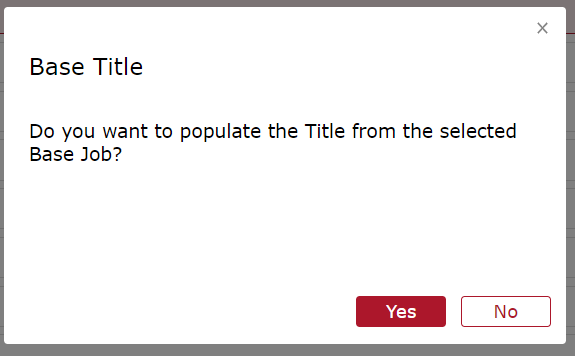 Base Title
Do you want to populate the Title from the selected
Base Job?
Yes
No